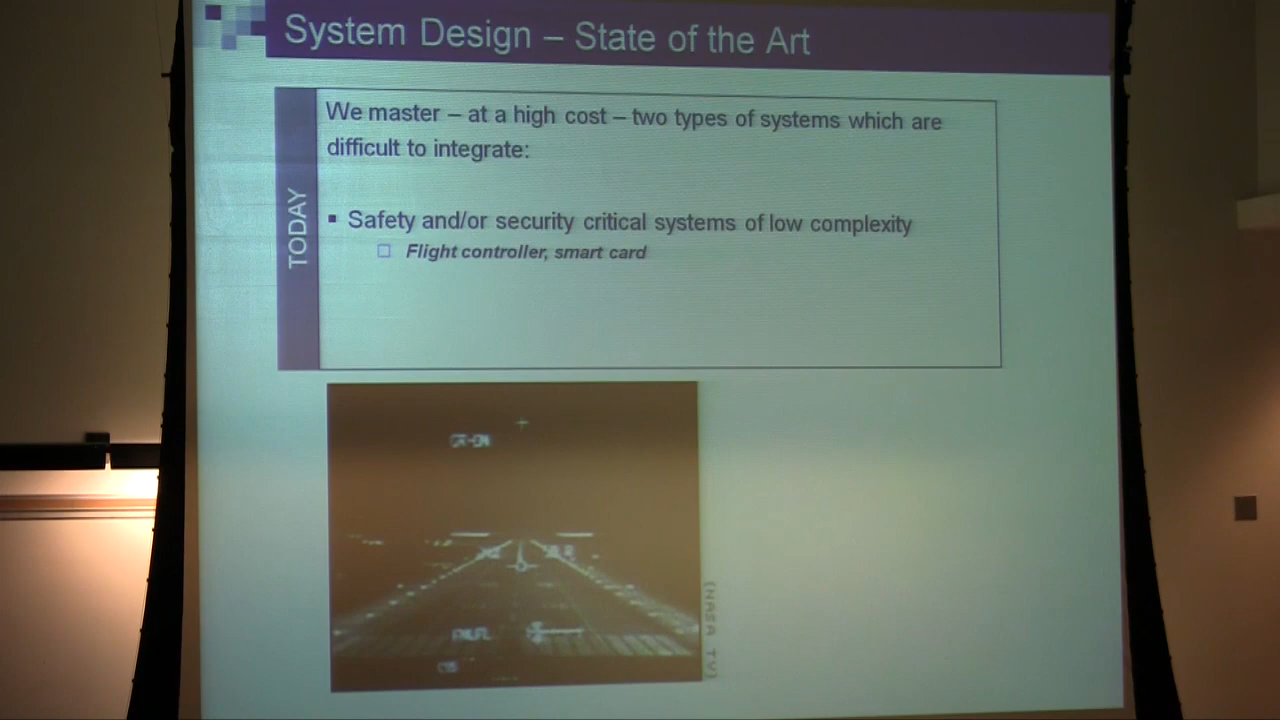 System Design – State of the Art
TODAY
We master – at a high cost – two types of systems which are
difficult to integrate:
▪ Safety and/or security critical systems of low complexity
□ Flight controller, smart card
(NASA TV)